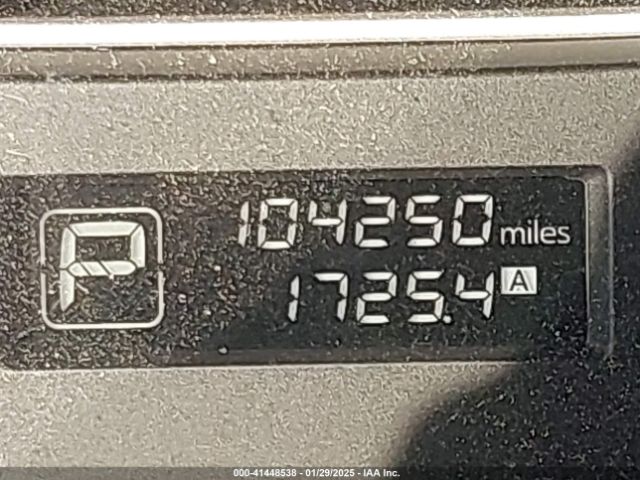 P
104250 miles
1725.4 A
000-41448538 - 01/29/2025 - IAA Inc.